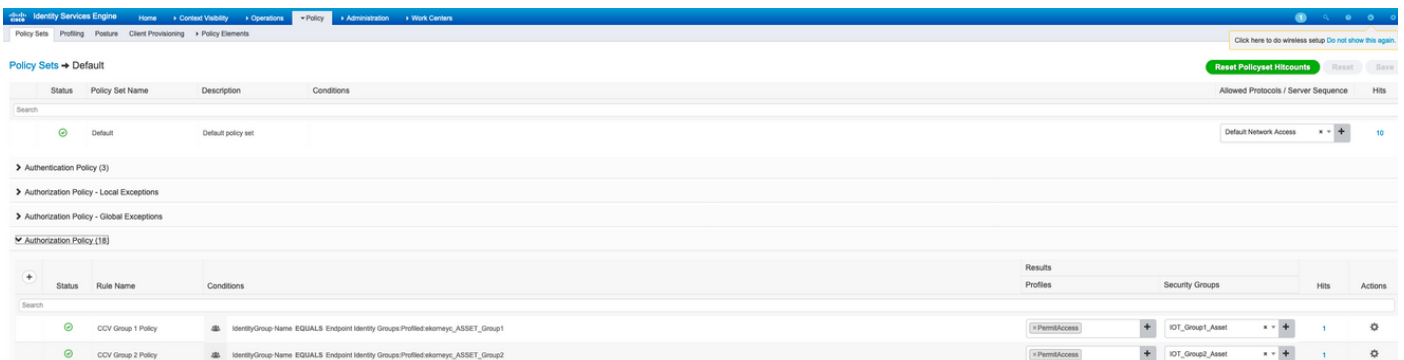 cisco Identity Services Engine Home Context Visibility Operations Policy Administration Work Centers 1
Policy Sets Profiling Posture Client Provisioning Policy Elements
Click here to do wireless setup Do not show this again.
Policy Sets → Default
Reset Policyset Hitcounts Reset Save
Status Policy Set Name Description Conditions Allowed Protocols / Server Sequence Hits
Search
Default Default policy set Default Network Access × + 10
Authentication Policy (3)
Authorization Policy - Local Exceptions
Authorization Policy - Global Exceptions
Authorization Policy (18)
Results
+ Status Rule Name Conditions Profiles Security Groups Hits Actions
Search
CCV Group 1 Policy IdentityGroup·Name EQUALS Endpoint Identity Groups:Profiled:ekorneyc_ASSET_Group1 ×PermitAccess + IOT_Group1_Asset × + 1
CCV Group 2 Policy IdentityGroup·Name EQUALS Endpoint Identity Groups:Profiled:ekorneyc_ASSET_Group2 ×PermitAccess + IOT_Group2_Asset × + 1